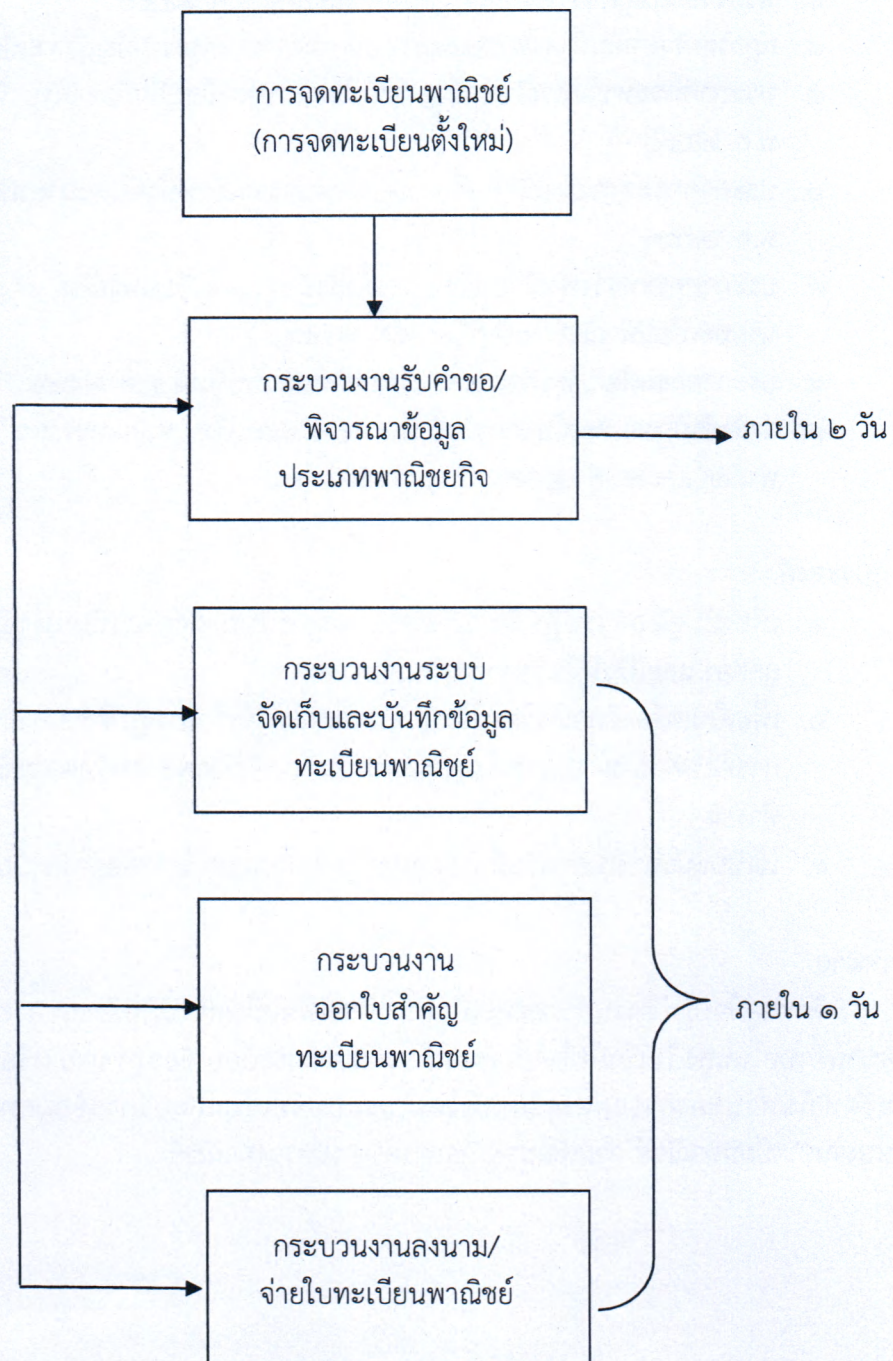 การจดทะเบียนพาณิชย์
(การจดทะเบียนตั้งใหม่)
กระบวนงานรับคำขอ/
พิจารณาข้อมูล
ประเภทพาณิชยกิจ
ภายใน ๒ วัน
กระบวนงานระบบ
จัดเก็บและบันทึกข้อมูล
ทะเบียนพาณิชย์
กระบวนงาน
ออกใบสำคัญ
ทะเบียนพาณิชย์
ภายใน ๑ วัน
กระบวนงานลงนาม/
จ่ายใบทะเบียนพาณิชย์